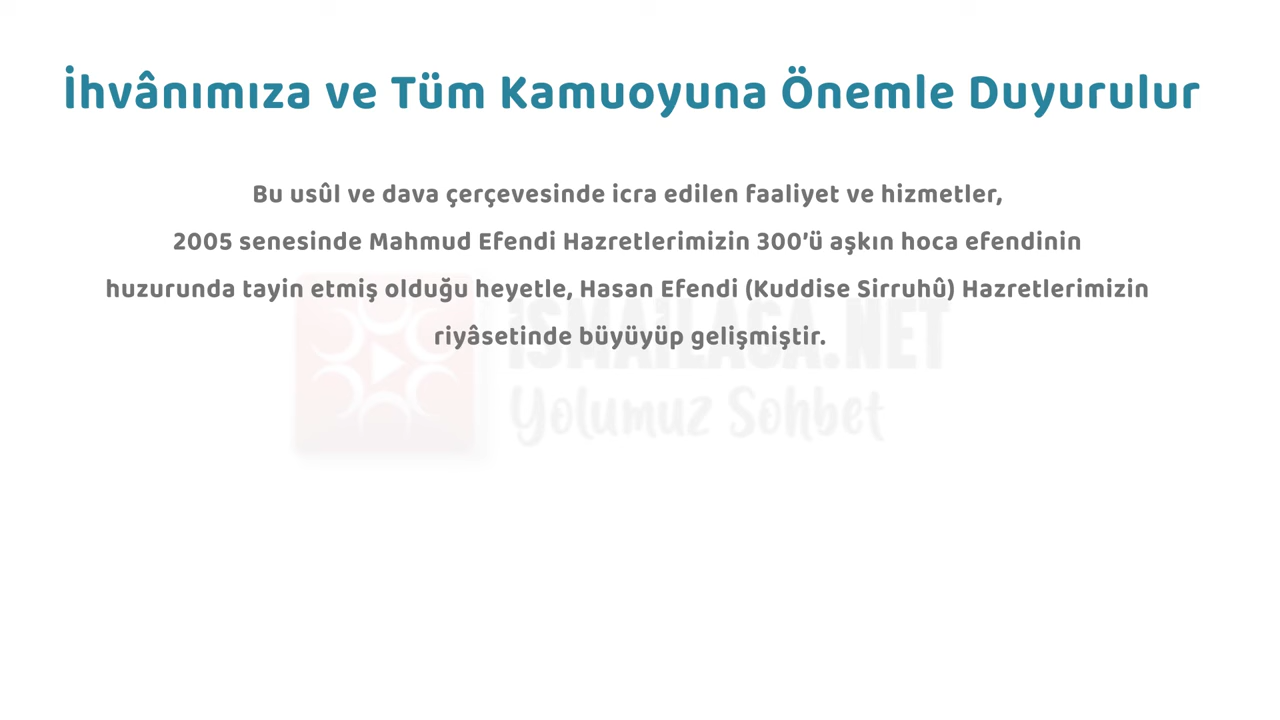 İhvânımıza ve Tüm Kamuoyuna Önemle Duyurulur
Bu usûl ve dava çerçevesinde icra edilen faaliyet ve hizmetler,
2005 senesinde Mahmud Efendi Hazretlerimizin 300’ü aşkın hoca efendinin
huzurunda tayin etmiş olduğu heyetle, Hasan Efendi (Kuddise Sirruhû) Hazretlerimizin
riyâsetinde büyüyüp gelişmiştir.
iSMAiLAGA.NET
Yolumuz Sohbet